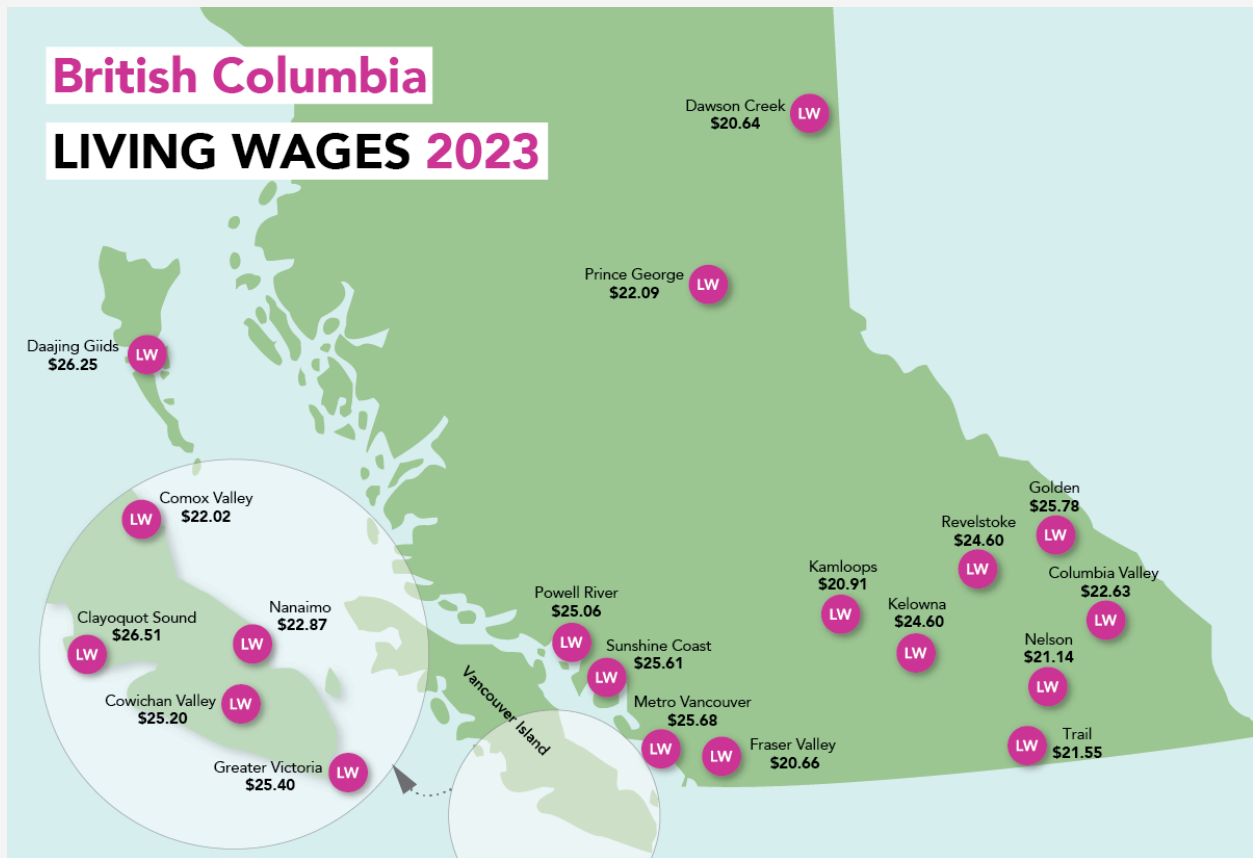 British Columbia
LIVING WAGES 2023
Dawson Creek
$20.64
LW
Prince George
$22.09
LW
Daajing Giids
$26.25
LW
Comox Valley
$22.02
LW
Clayoquot Sound
$26.51
LW
Nanaimo
$22.87
LW
Cowichan Valley
$25.20
LW
Greater Victoria
$25.40
LW
Vancouver Island
Powell River
$25.06
LW
Sunshine Coast
$25.61
LW
Metro Vancouver
$25.68
LW
Fraser Valley
$20.66
LW
Kamloops
$20.91
LW
Kelowna
$24.60
LW
Revelstoke
$24.60
LW
Golden
$25.78
LW
Columbia Valley
$22.63
LW
Nelson
$21.14
LW
Trail
$21.55
LW